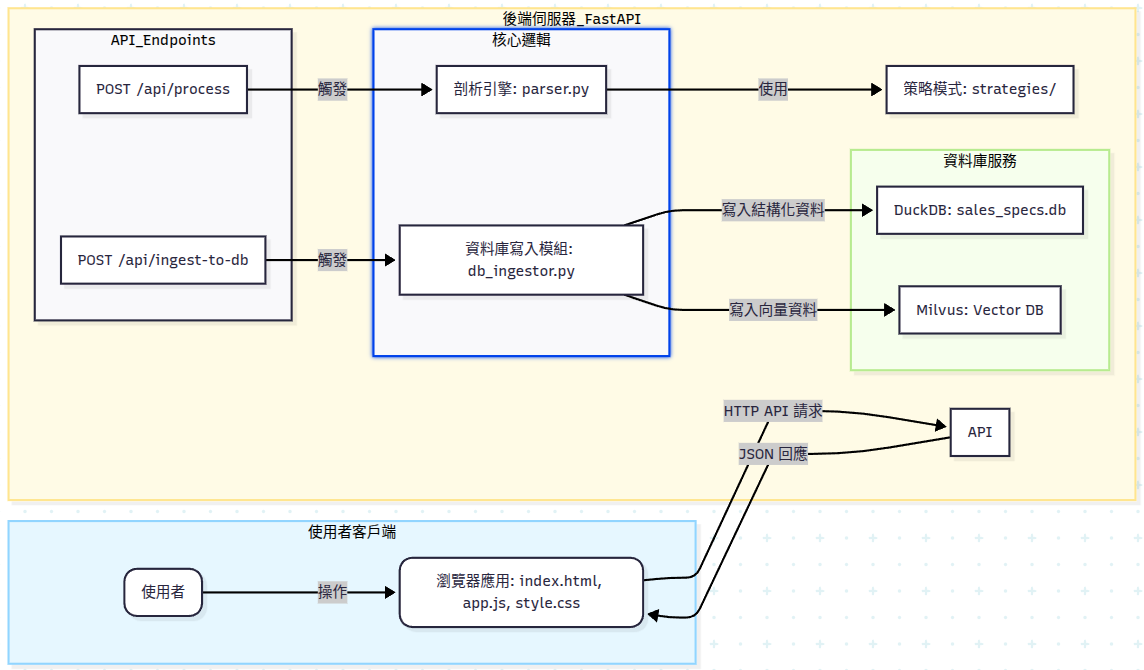 後端伺服器_FastAPI
API_Endpoints
核心邏輯
POST /api/process
觸發
剖析引擎: parser.py
使用
策略模式: strategies/
資料庫服務
寫入結構化資料
DuckDB: sales_specs.db
POST /api/ingest-to-db
觸發
資料庫寫入模組:
db_ingestor.py
寫入向量資料
Milvus: Vector DB
HTTP API 請求
API
JSON 回應
使用者客戶端
使用者
操作
瀏覽器應用: index.html,
app.js, style.css